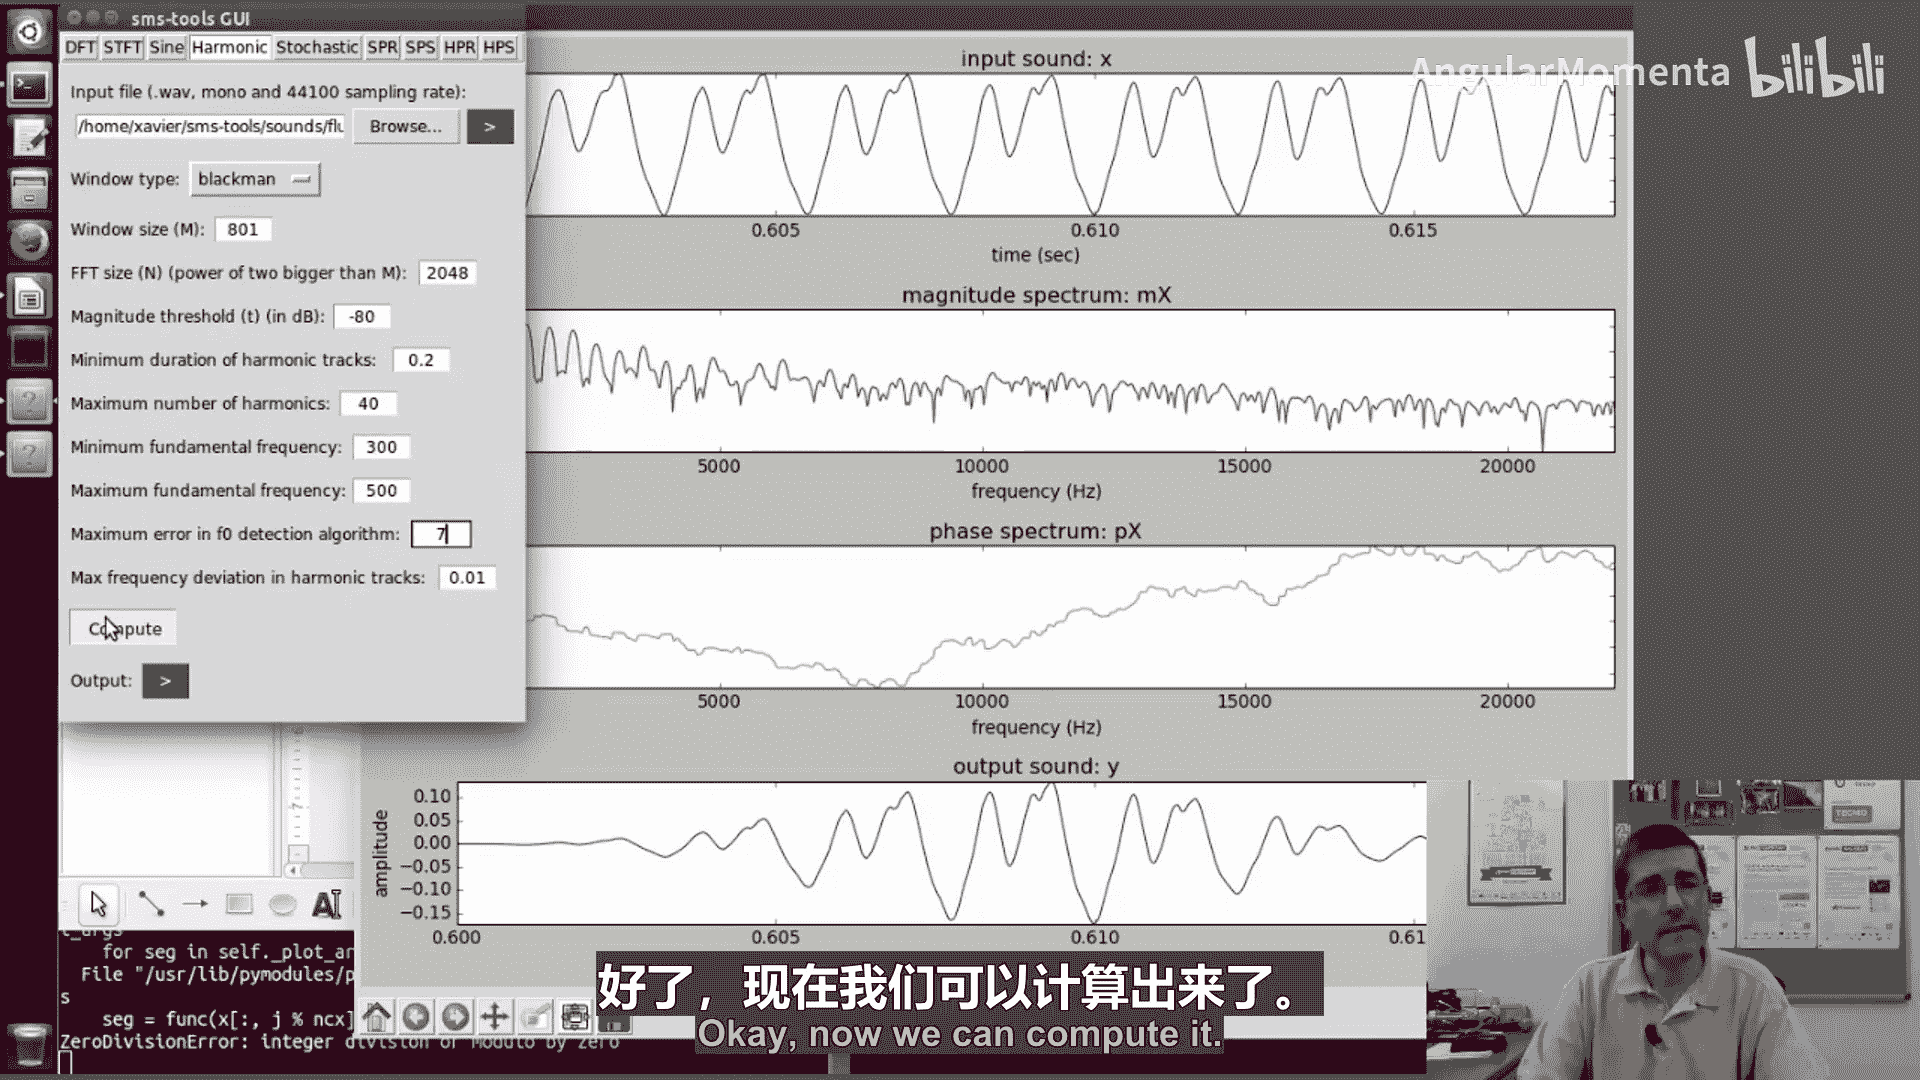 sms-tools GUI
DFT STFT Sine Harmonic Stochastic SPR SPS HPR HPS
Input file (.wav, mono and 44100 sampling rate):
/home/xavier/sms-tools/sounds/flu
Browse...
>
Window type: blackman
Window size (M): 801
FFT size (N) (power of two bigger than M): 2048
Magnitude threshold (t) (in dB): -80
Minimum duration of harmonic tracks: 0.2
Maximum number of harmonics: 40
Minimum fundamental frequency: 300
Maximum fundamental frequency: 500
Maximum error in f0 detection algorithm: 7
Max frequency deviation in harmonic tracks: 0.01
Compute
Output: >
input sound: x
AngularMomenta bilibili
0.605 0.610 0.615
time (sec)
magnitude spectrum: mX
5000 10000 15000 20000
frequency (Hz)
phase spectrum: pX
5000 10000 15000 20000
frequency (Hz)
output sound: y
amplitude
0.10
0.05
0.00
−0.05
−0.10
−0.15
0.600 0.605 0.610 0.61
for seg in self._plot_ar
File "/usr/lib/pymodules/p
s
seg = func(x[:, j % ncx]
ZeroDivisionError: integer division or modulo by zero
好了，现在我们可以计算出来了。
Okay, now we can compute it.